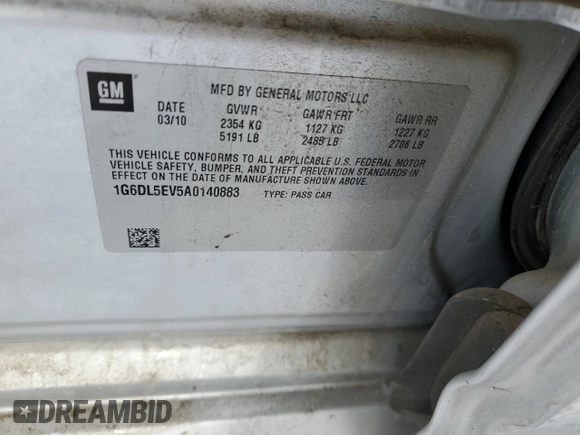 GM
MFD BY GENERAL MOTORS LLC
DATE GVWR GAWR FRT GAWR RR
03/10 2354 KG 1127 KG 1227 KG
5191 LB 2485 LB 2706 LB
THIS VEHICLE CONFORMS TO ALL APPLICABLE U.S. FEDERAL MOTOR
VEHICLE SAFETY, BUMPER, AND THEFT PREVENTION STANDARDS IN
EFFECT ON THE DATE OF MANUFACTURE SHOWN ABOVE.
1G6DL5EV5A0140883 TYPE: PASS CAR
DREAMBID